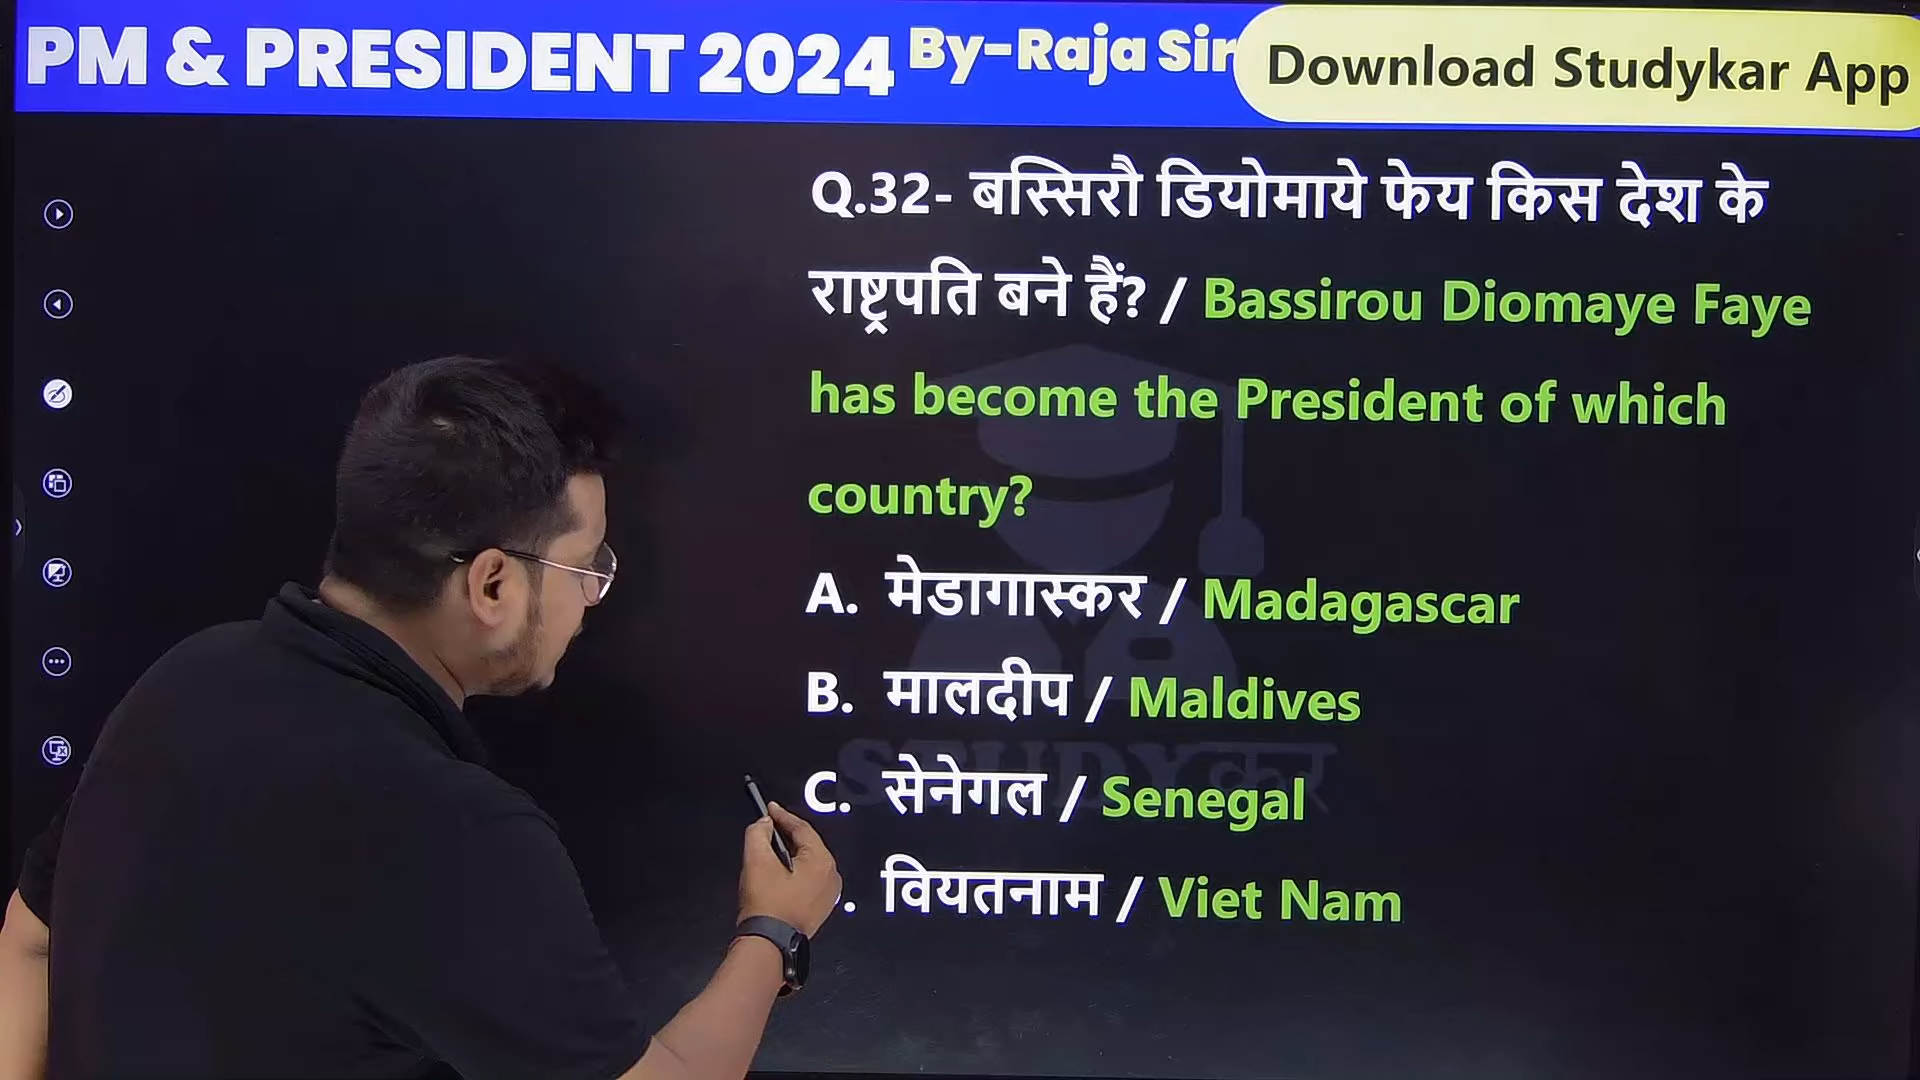 PM & PRESIDENT 2024 By-Raja Sir Download Studykar App
Q.32- बस्सिरौ डियोमाये फेय किस देश के
राष्ट्रपति बने हैं? / Bassirou Diomaye Faye
has become the President of which
country?
A. मेडागास्कर / Madagascar
B. मालदीप / Maldives
STUDYकर
C. सेनेगल / Senegal
. वियतनाम / Viet Nam